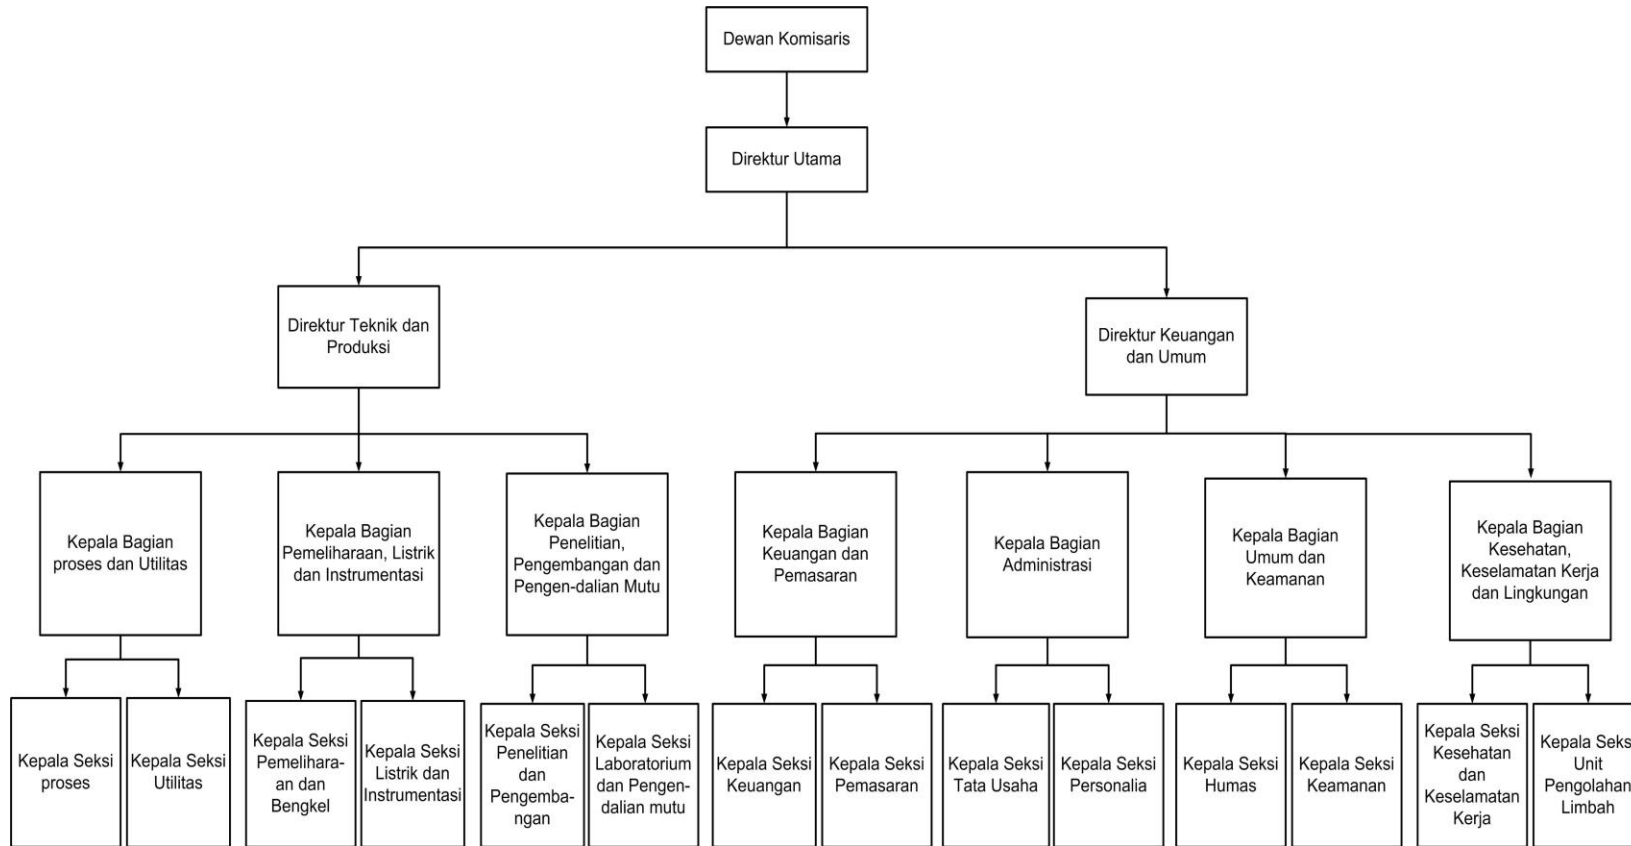 Dewan Komisaris
Direktur Utama
Direktur Teknik dan
Produksi
Direktur Keuangan
dan Umum
Kepala Bagian
proses dan Utilitas
Kepala Bagian
Pemeliharaan, Listrik
dan Instrumentasi
Kepala Bagian
Penelitian,
Pengembangan dan
Pengen-dalian Mutu
Kepala Bagian
Keuangan dan
Pemasaran
Kepala Bagian
Administrasi
Kepala Bagian
Umum dan
Keamanan
Kepala Bagian
Kesehatan,
Keselamatan Kerja
dan Lingkungan
Kepala Seksi
proses
Kepala Seksi
Utilitas
Kepala Seksi
Pemelihara-
an dan
Bengkel
Kepala Seksi
Listrik dan
Instrumentasi
Kepala Seksi
Penelitian
dan
Pengemba-
ngan
Kepala Seksi
Laboratorium
dan Pengen-
dalian mutu
Kepala Seksi
Keuangan
Kepala Seksi
Pemasaran
Kepala Seksi
Tata Usaha
Kepala Seksi
Personalia
Kepala Seksi
Humas
Kepala Seksi
Keamanan
Kepala Seksi
Kesehatan
dan
Keselamatan
Kerja
Kepala Seksi
Unit
Pengolahan
Limbah